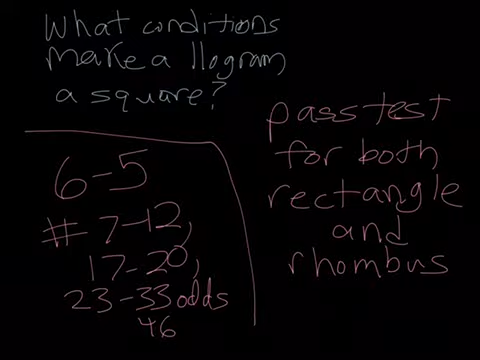 What conditions
make a llogram
a square?
pass test
for both
rectangle
and
rhombus
6-5
# 7-12,
17-20,
23-33 odds
46